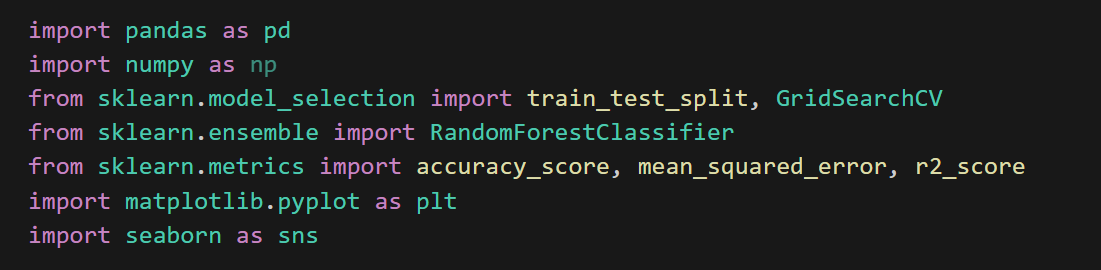 import pandas as pd
import numpy as np
from sklearn.model_selection import train_test_split, GridSearchCV
from sklearn.ensemble import RandomForestClassifier
from sklearn.metrics import accuracy_score, mean_squared_error, r2_score
import matplotlib.pyplot as plt
import seaborn as sns